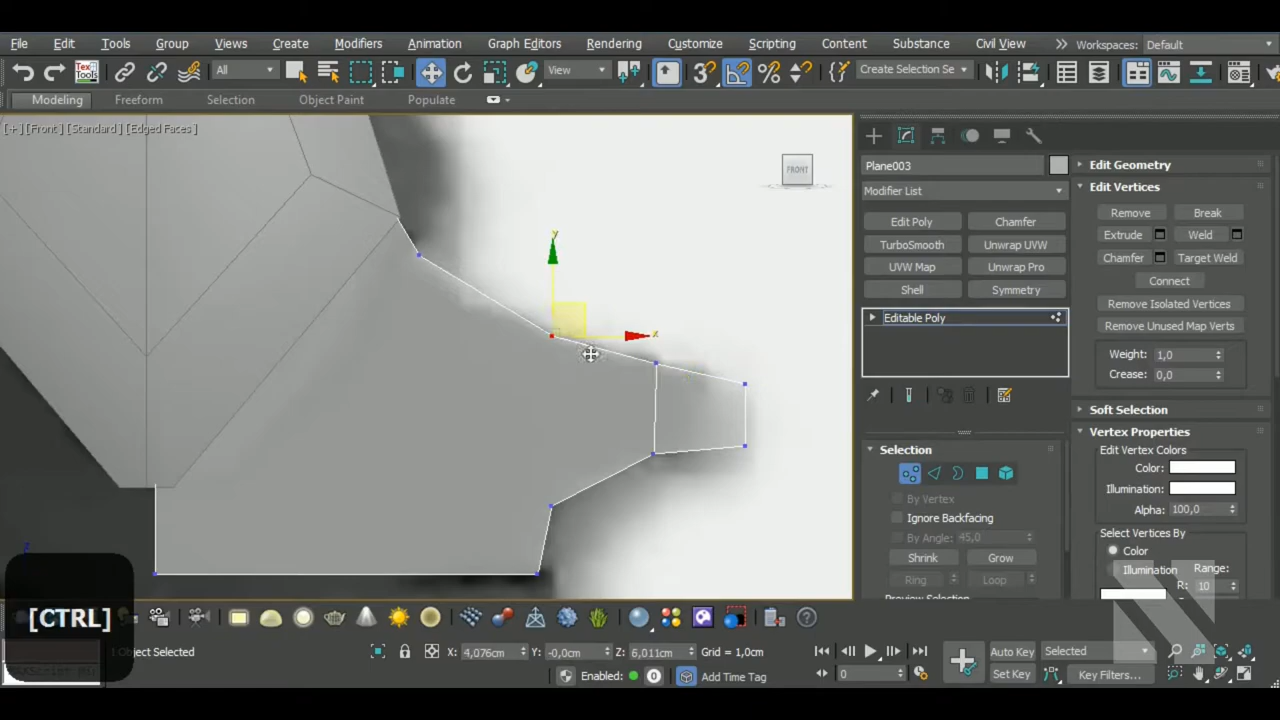 File Edit Tools Group Views Create Modifiers Animation Graph Editors Rendering Customize Scripting Content Substance Civil View Workspaces: Default
Tex Tools All View 3 Create Selection Se
Modeling Freeform Selection Object Paint Populate
[+] [Front] [Standard] [Edged Faces]
FRONT
y
x
[CTRL]
Plane003
Modifier List
Edit Poly Chamfer
TurboSmooth Unwrap UVW
UVW Map Unwrap Pro
Shell Symmetry
Editable Poly
Selection
By Vertex
Ignore Backfacing
By Angle: 45,0
Shrink Grow
Ring Loop
Preview Selection
Edit Geometry
Edit Vertices
Remove Break
Extrude Weld
Chamfer Target Weld
Connect
Remove Isolated Vertices
Remove Unused Map Verts
Weight: 1,0
Crease: 0,0
Soft Selection
Vertex Properties
Edit Vertex Colors
Color:
Illumination:
Alpha: 100,0
Select Vertices By
Color
Illumination Range:
R: 10
1 Object Selected X: 4,076cm Y: -0,0cm Z: 6,011cm Grid = 1,0cm Auto Key Selected
Enabled: 0 Add Time Tag 0 Set Key Key Filters...